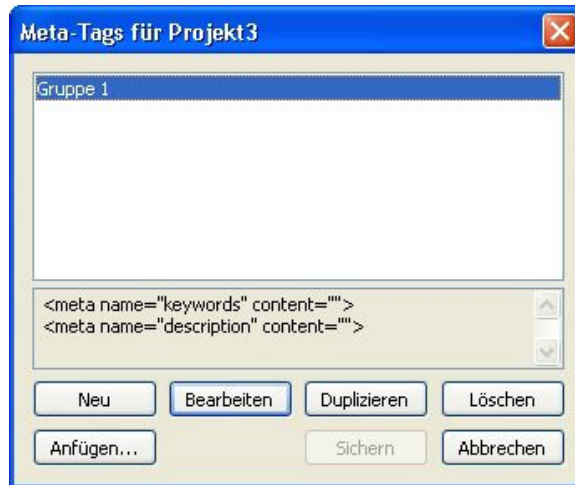 Meta-Tags für Projekt3
Gruppe 1
<meta name="keywords" content="">
<meta name="description" content="">
Neu Bearbeiten Duplizieren Löschen
Anfügen... Sichern Abbrechen